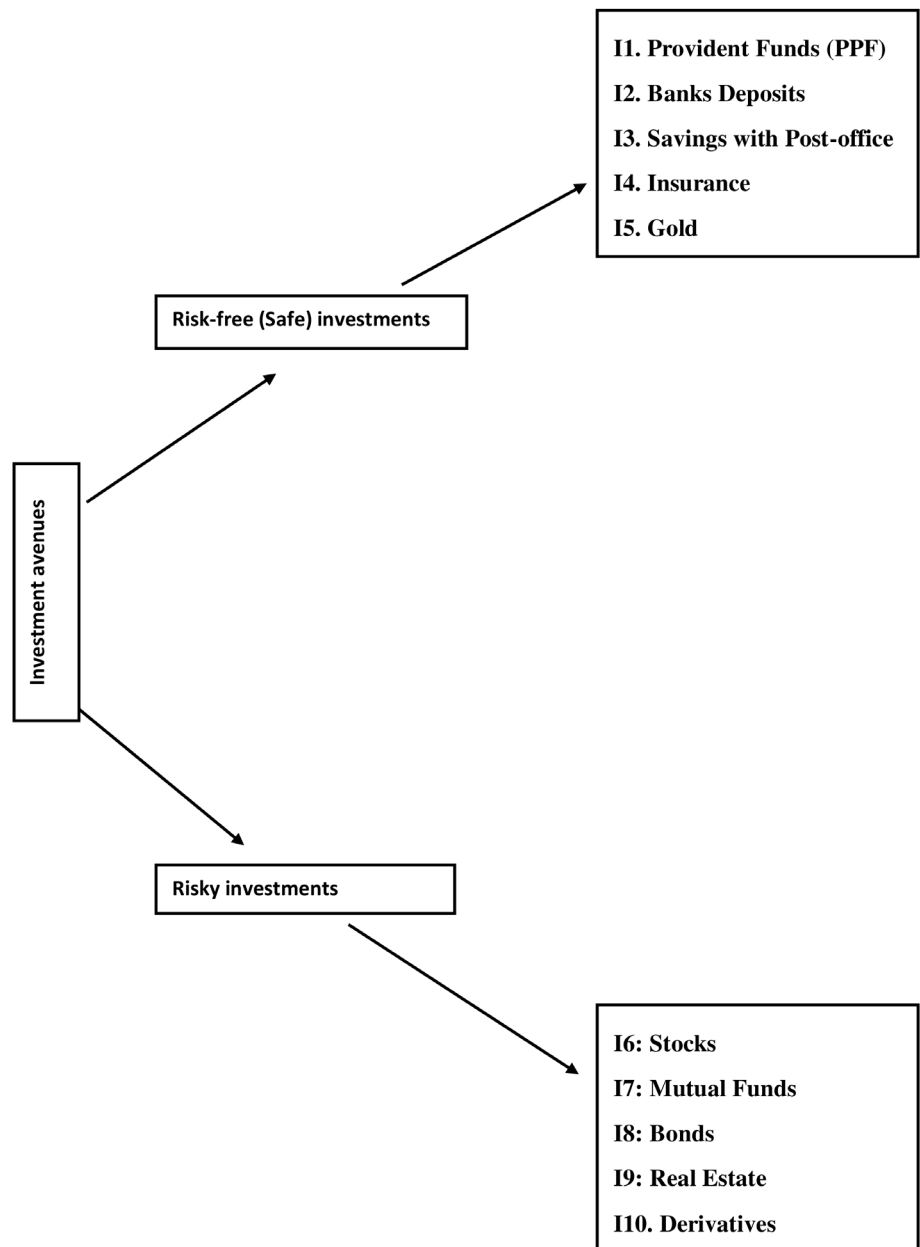 I1. Provident Funds (PPF)
I2. Banks Deposits
I3. Savings with Post-office
I4. Insurance
I5. Gold
Risk-free (Safe) investments
Investment avenues
Risky investments
I6: Stocks
I7: Mutual Funds
I8: Bonds
I9: Real Estate
I10. Derivatives